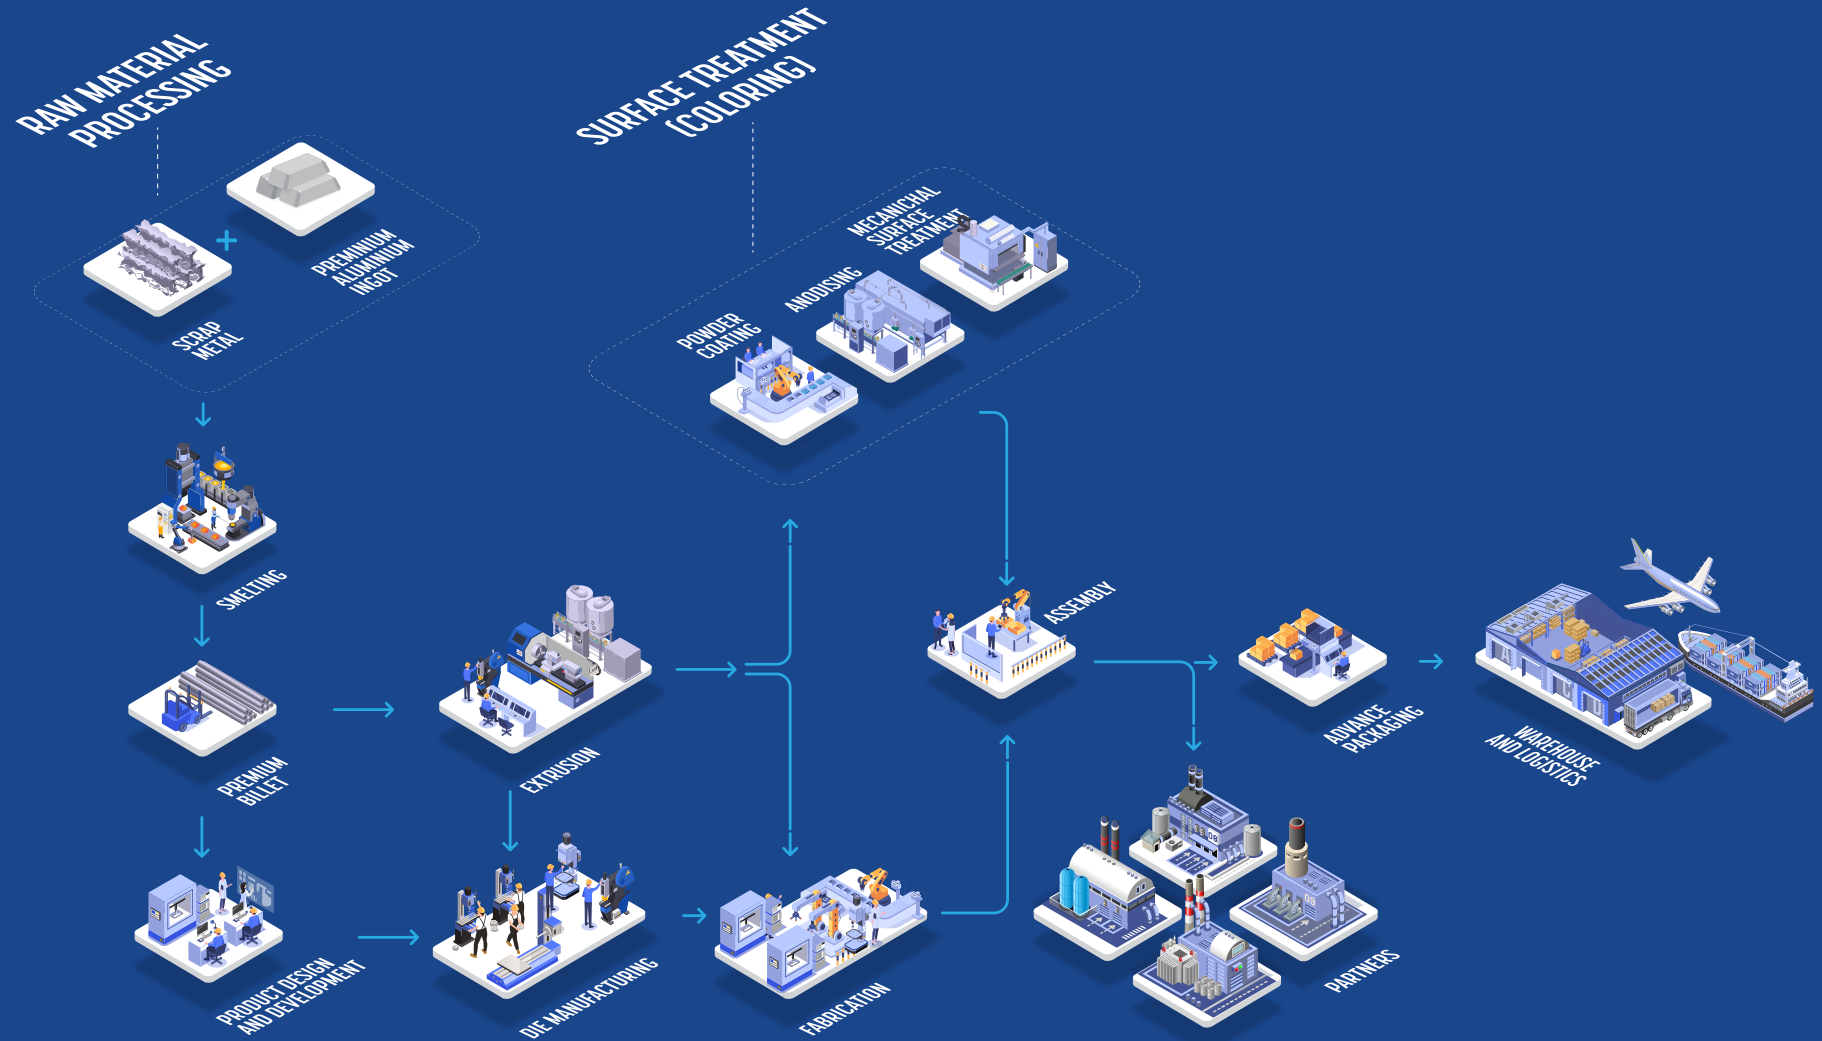 RAW MATERIAL
PROCESSING
SURFACE TREATMENT
(COLORING)
PREMINIUM
ALUMINIUM
INGOT
SCRAP
METAL
MECANICHAL
SURFACE
TREATMENT
ANODISING
POWDER
COATING
SMELTING
ASSEMBLY
PREMIUM
BILLET
EXTRUSION
ADVANCE
PACKAGING
WAREHOUSE
AND LOGISTICS
PRODUCT DESIGN
AND DEVELOPMENT
DIE MANUFACTURING
FABRICATION
PARTNERS